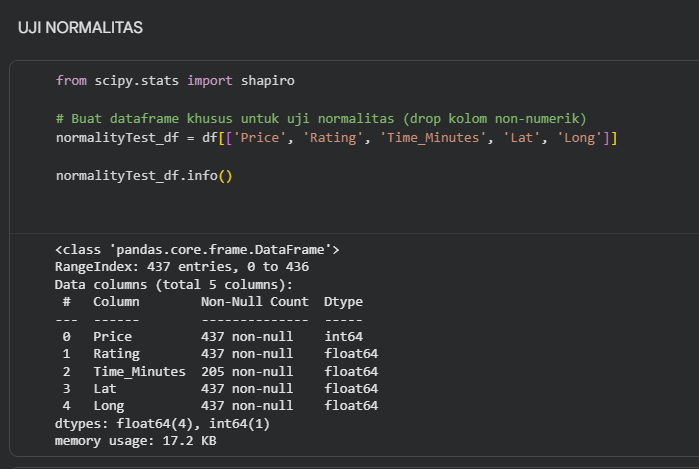 UJI NORMALITAS
from scipy.stats import shapiro
# Buat dataframe khusus untuk uji normalitas (drop kolom non-numerik)
normalityTest_df = df[['Price', 'Rating', 'Time_Minutes', 'Lat', 'Long']]
normalityTest_df.info()
<class 'pandas.core.frame.DataFrame'>
RangeIndex: 437 entries, 0 to 436
Data columns (total 5 columns):
 #   Column        Non-Null Count  Dtype
---  ------        --------------  -----
 0   Price         437 non-null    int64
 1   Rating        437 non-null    float64
 2   Time_Minutes  205 non-null    float64
 3   Lat           437 non-null    float64
 4   Long          437 non-null    float64
dtypes: float64(4), int64(1)
memory usage: 17.2 KB